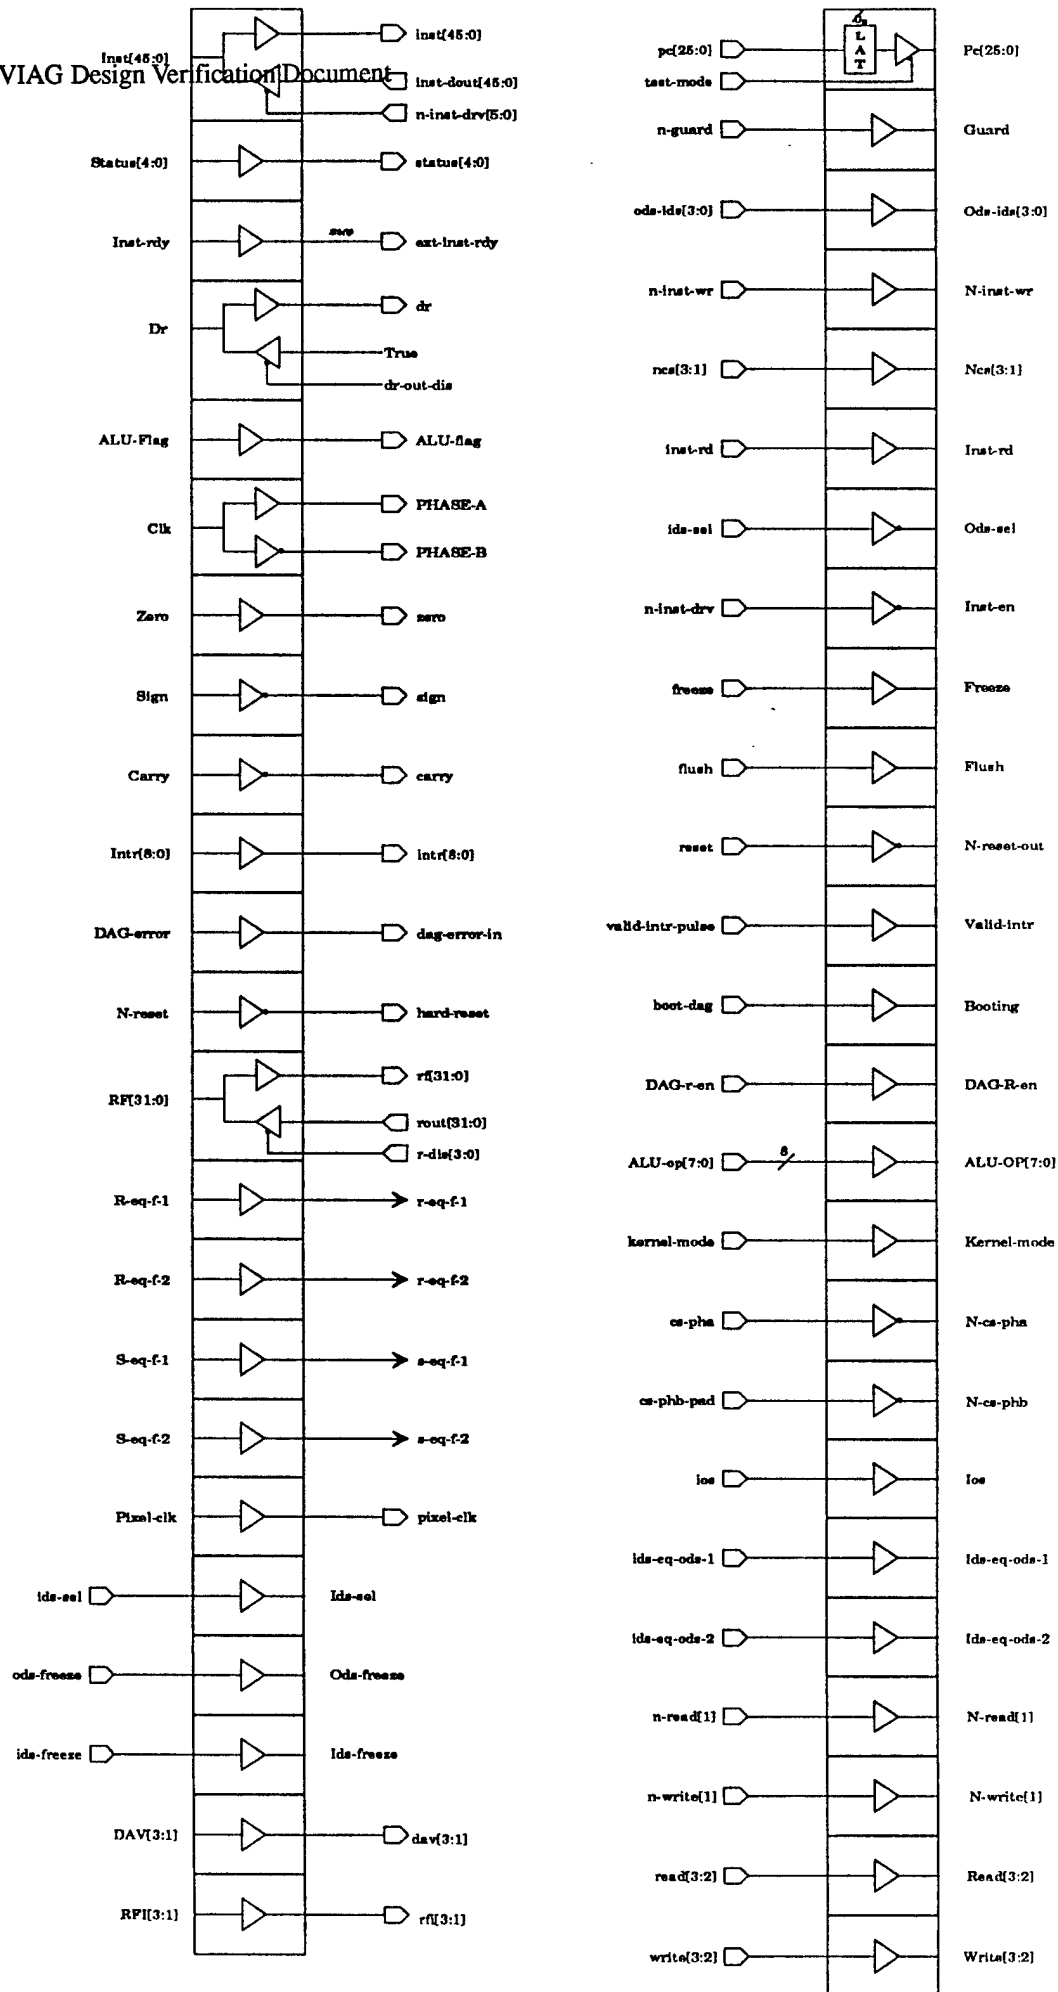 Inst[45:0]
inst[45:0]
VIAG Design Verification Document
inst-dout[45:0]
n-inst-drv[5:0]
Status[4:0]
status[4:0]
Inst-rdy
ext-inst-rdy
Dr
dr
True
dr-out-dis
ALU-Flag
ALU-flag
Clk
PHASE-A
PHASE-B
Zero
zero
Sign
sign
Carry
carry
Intr[8:0]
intr[8:0]
DAG-error
dag-error-in
N-reset
hard-reset
RF[31:0]
rf[31:0]
rout[31:0]
r-dis[3:0]
R-eq-f-1
r-eq-f-1
R-eq-f-2
r-eq-f-2
S-eq-f-1
s-eq-f-1
S-eq-f-2
s-eq-f-2
Pixel-clk
pixel-clk
ids-sel
Ids-sel
ods-freeze
Ods-freeze
ids-freeze
Ids-freeze
DAV[3:1]
dav[3:1]
RFI[3:1]
rfi[3:1]
pc[25:0]
L
A
T
Pc[25:0]
test-mode
n-guard
Guard
ods-ids[3:0]
Ods-ids[3:0]
n-inst-wr
N-inst-wr
ncs[3:1]
Ncs[3:1]
inst-rd
Inst-rd
ids-sel
Ods-sel
n-inst-drv
Inst-en
freeze
Freeze
flush
Flush
reset
N-reset-out
valid-intr-pulse
Valid-intr
boot-dag
Booting
DAG-r-en
DAG-R-en
ALU-op[7:0]
8
ALU-OP[7:0]
kernel-mode
Kernel-mode
cs-pha
N-cs-pha
cs-phb-pad
N-cs-phb
ios
Ios
ids-eq-ods-1
Ids-eq-ods-1
ids-eq-ods-2
Ids-eq-ods-2
n-read[1]
N-read[1]
n-write[1]
N-write[1]
read[3:2]
Read[3:2]
write[3:2]
Write[3:2]